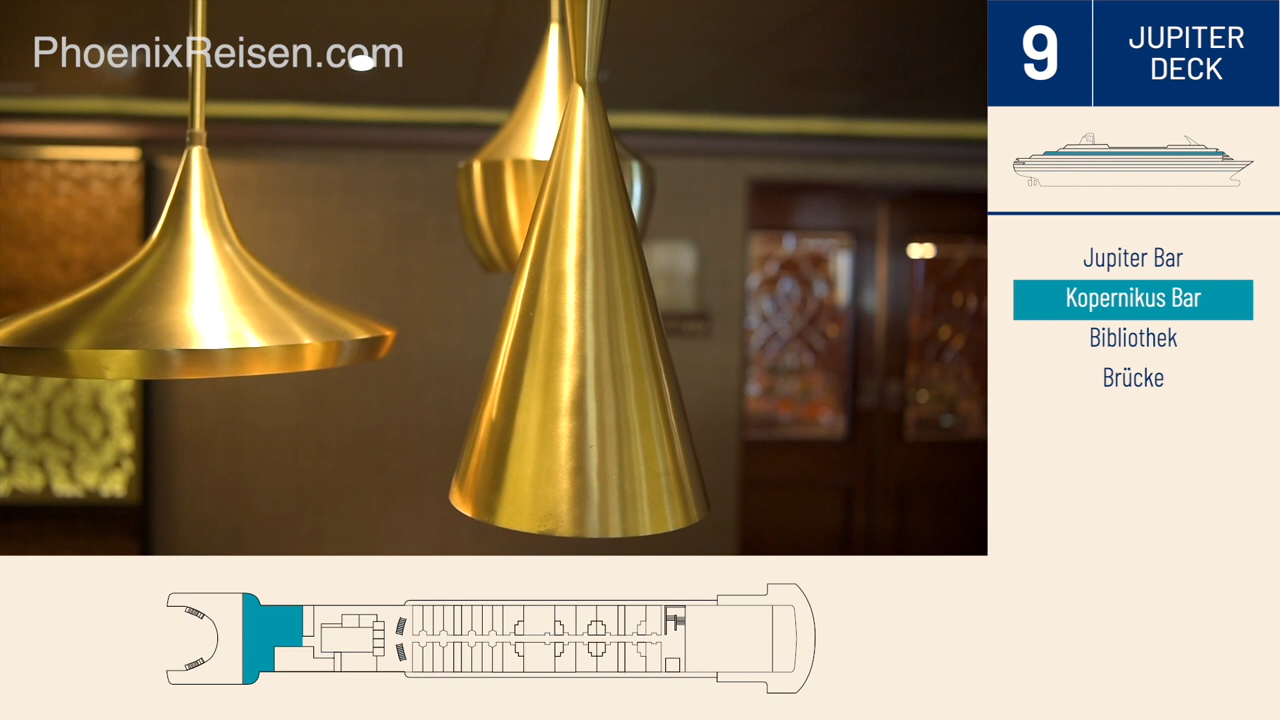 PhoenixReisen.com
9
JUPITER
DECK
Jupiter Bar
Kopernikus Bar
Bibliothek
Brücke